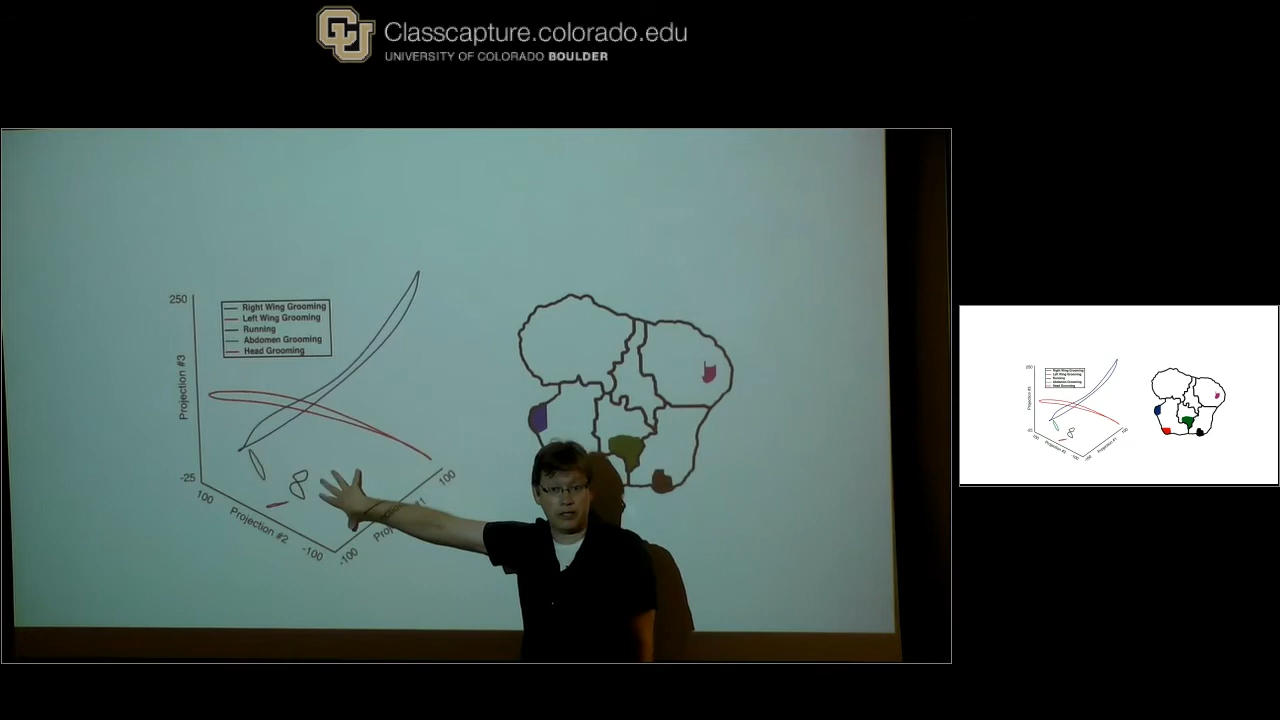 CU
Classcapture.colorado.edu
UNIVERSITY OF COLORADO BOULDER
250
Right Wing Grooming
Left Wing Grooming
Running
Abdomen Grooming
Head Grooming
Projection #3
-25
100
Projection #2
-100
-100
100